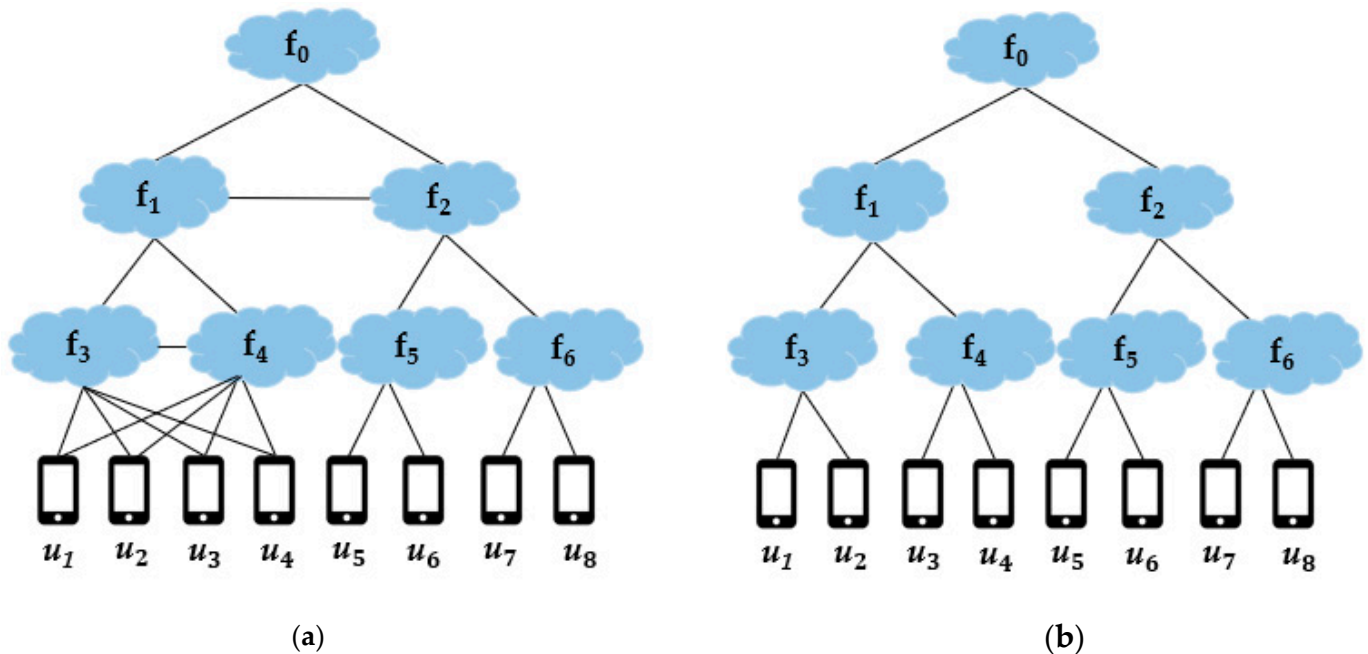 f₀ f₀
f₁ f₂ f₁ f₂
f₃ f₄ f₅ f₆ f₃ f₄ f₅ f₆
u₁ u₂ u₃ u₄ u₅ u₆ u₇ u₈ u₁ u₂ u₃ u₄ u₅ u₆ u₇ u₈
(a) (b)